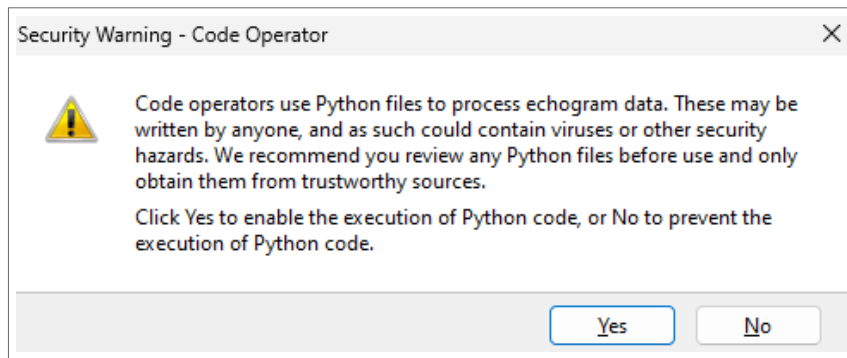 Security Warning - Code Operator
Code operators use Python files to process echogram data. These may be
written by anyone, and as such could contain viruses or other security
hazards. We recommend you review any Python files before use and only
obtain them from trustworthy sources.
Click Yes to enable the execution of Python code, or No to prevent the
execution of Python code.
Yes
No